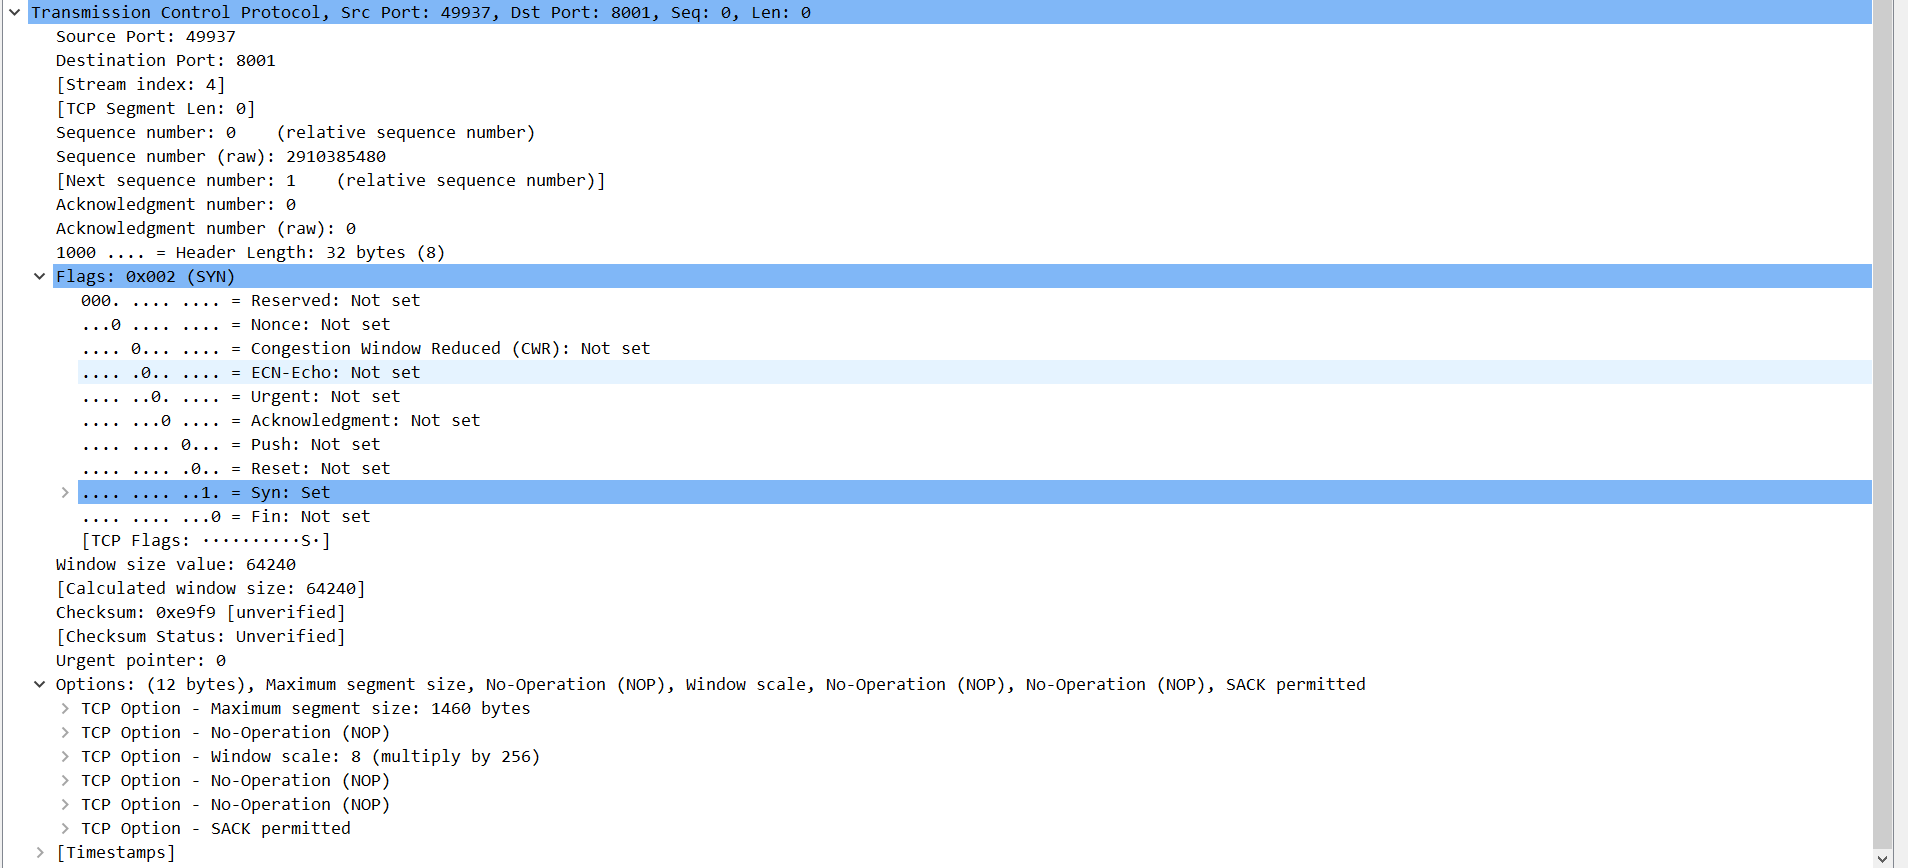 Transmission Control Protocol, Src Port: 49937, Dst Port: 8001, Seq: 0, Len: 0
Source Port: 49937
Destination Port: 8001
[Stream index: 4]
[TCP Segment Len: 0]
Sequence number: 0    (relative sequence number)
Sequence number (raw): 2910385480
[Next sequence number: 1    (relative sequence number)]
Acknowledgment number: 0
Acknowledgment number (raw): 0
1000 .... = Header Length: 32 bytes (8)
Flags: 0x002 (SYN)
000. .... .... = Reserved: Not set
...0 .... .... = Nonce: Not set
.... 0... .... = Congestion Window Reduced (CWR): Not set
.... .0.. .... = ECN-Echo: Not set
.... ..0. .... = Urgent: Not set
.... ...0 .... = Acknowledgment: Not set
.... .... 0... = Push: Not set
.... .... .0.. = Reset: Not set
.... .... ..1. = Syn: Set
.... .... ...0 = Fin: Not set
[TCP Flags: ··········S·]
Window size value: 64240
[Calculated window size: 64240]
Checksum: 0xe9f9 [unverified]
[Checksum Status: Unverified]
Urgent pointer: 0
Options: (12 bytes), Maximum segment size, No-Operation (NOP), Window scale, No-Operation (NOP), No-Operation (NOP), SACK permitted
TCP Option - Maximum segment size: 1460 bytes
TCP Option - No-Operation (NOP)
TCP Option - Window scale: 8 (multiply by 256)
TCP Option - No-Operation (NOP)
TCP Option - No-Operation (NOP)
TCP Option - SACK permitted
[Timestamps]